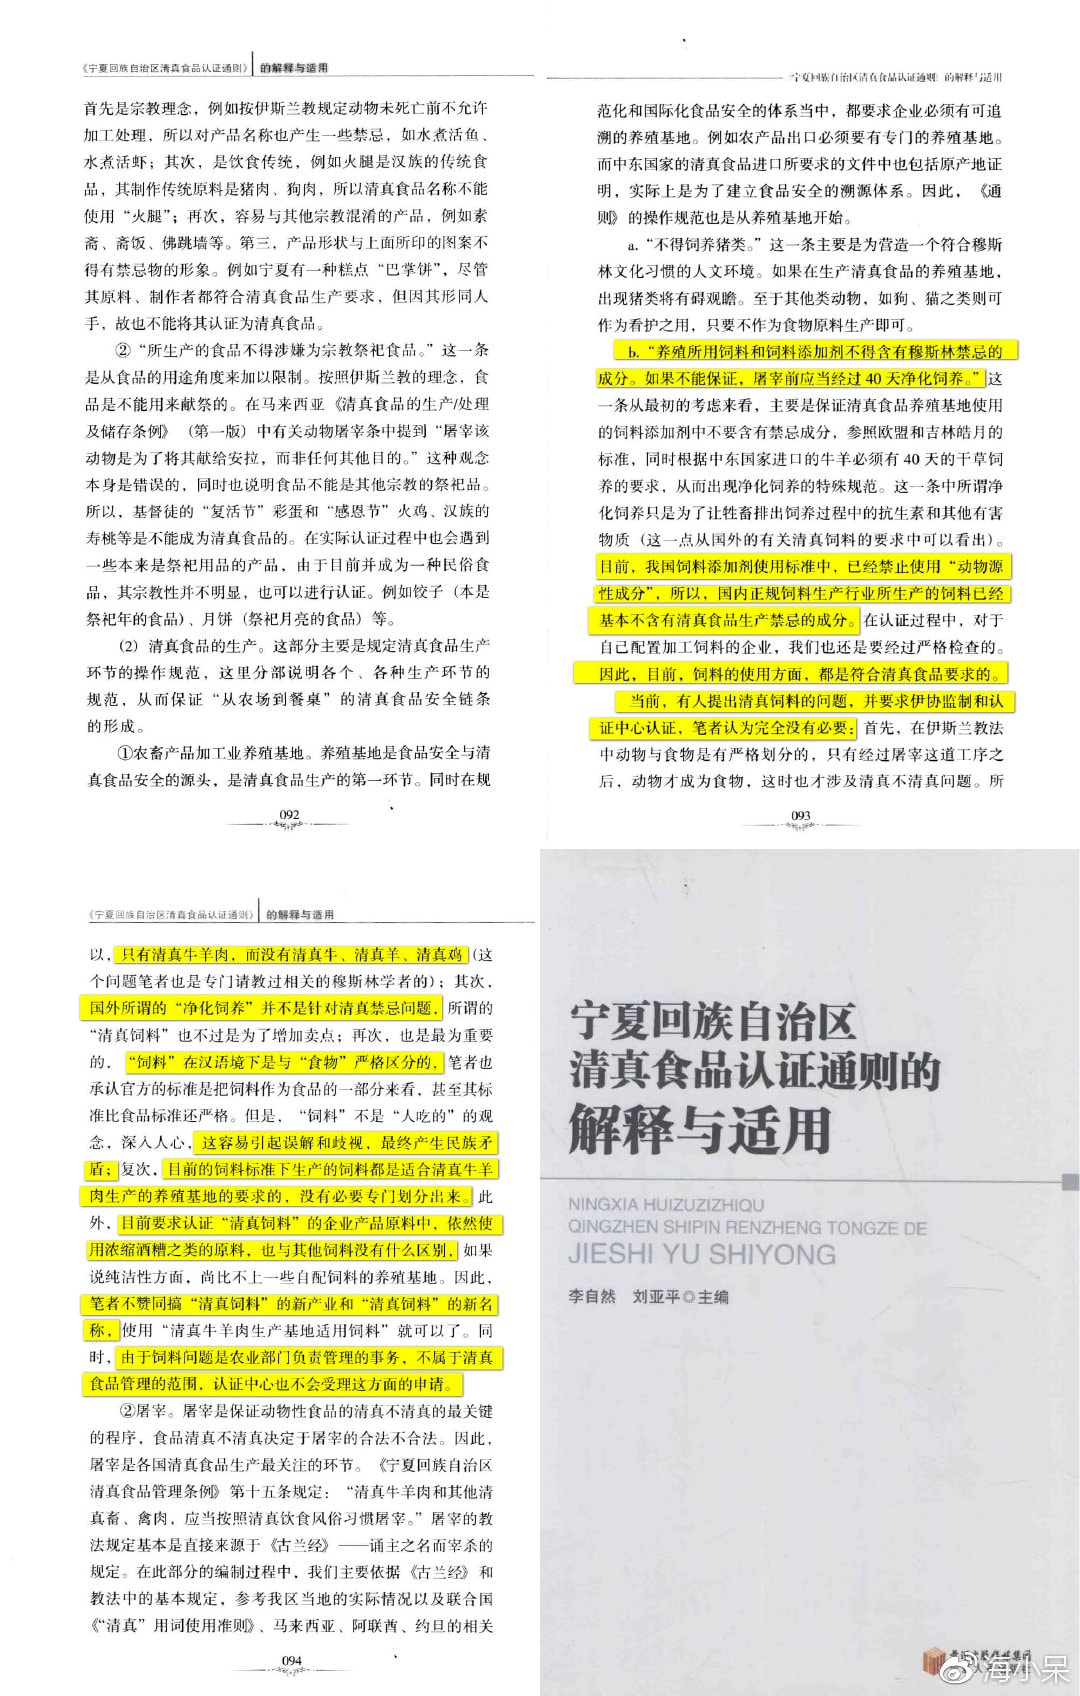 《宁夏回族自治区清真食品认证通则》 的解释与适用
首先是宗教理念，例如按伊斯兰教规定动物未死亡前不允许
加工处理，所以对产品名称也产生一些禁忌，如水煮活鱼、
水煮活虾；其次，是饮食传统，例如火腿是汉族的传统食
品，其制作传统原料是猪肉、狗肉，所以清真食品名称不能
使用“火腿”；再次，容易与其他宗教混淆的产品，例如素
斋、斋饭、佛跳墙等。第三，产品形状与上面所印的图案不
得有禁忌物的形象。例如宁夏有一种糕点“巴掌饼”，尽管
其原料、制作者都符合清真食品生产要求，但因其形同人
手，故也不能将其认证为清真食品。
②“所生产的食品不得涉嫌为宗教祭祀食品。”这一条
是从食品的用途角度来加以限制。按照伊斯兰教的理念，食
品是不能用来献祭的。在马来西亚《清真食品的生产/处理
及储存条例》（第一版）中有关动物屠宰条中提到“屠宰该
动物是为了将其献给安拉，而非任何其他目的。”这种观念
本身是错误的，同时也说明食品不能是其他宗教的祭祀品。
所以，基督徒的“复活节”彩蛋和“感恩节”火鸡、汉族的
寿桃等是不能成为清真食品的。在实际认证过程中也会遇到
一些本来是祭祀用品的产品，由于目前并成为一种民俗食
品，其宗教性并不明显，也可以进行认证。例如饺子（本是
祭祀年的食品）、月饼（祭祀月亮的食品）等。
（2）清真食品的生产。这部分主要是规定清真食品生产
环节的操作规范，这里分部说明各个、各种生产环节的
规范，从而保证“从农场到餐桌”的清真食品安全链条
的形成。
①农畜产品加工业养殖基地。养殖基地是食品安全与清
真食品安全的源头，是清真食品生产的第一环节。同时在规
092
《宁夏回族自治区清真食品认证通则》的解释与适用
范化和国际化食品安全的体系当中，都要求企业必须有可追
溯的养殖基地。例如农产品出口必须要有专门的养殖基地。
而中东国家的清真食品进口所要求的文件中也包括原产地证
明，实际上是为了建立食品安全的溯源体系。因此，《通
则》的操作规范也是从养殖基地开始。
a.“不得饲养猪类。”这一条主要是为营造一个符合穆斯
林文化习惯的人文环境。如果在生产清真食品的养殖基地，
出现猪类将有碍观瞻。至于其他类动物，如狗、猫之类则可
作为看护之用，只要不作为食物原料生产即可。
b.“养殖所用饲料和饲料添加剂不得含有穆斯林禁忌的
成分。如果不能保证，屠宰前应当经过 40 天净化饲养。”这
一条从最初的考虑来看，主要是保证清真食品养殖基地使用
的饲料添加剂中不要含有禁忌成分，参照欧盟和吉林皓月的
标准，同时根据中东国家进口的牛羊必须有 40 天的干草饲
养的要求，从而出现净化饲养的特殊规范。这一条中所谓净
化饲养只是为了让牲畜排出饲养过程中的抗生素和其他有害
物质（这一点从国外的有关清真饲料的要求中可以看出）。
目前，我国饲料添加剂使用标准中，已经禁止使用“动物源
性成分”，所以，国内正规饲料生产行业所生产的饲料已经
基本不含有清真食品生产禁忌的成分。在认证过程中，对于
自己配置加工饲料的企业，我们也还是要经过严格检查的。
因此，目前，饲料的使用方面，都是符合清真食品要求的。
当前，有人提出清真饲料的问题，并要求伊协监制和认
证中心认证，笔者认为完全没有必要：首先，在伊斯兰教法
中动物与食物是有严格划分的，只有经过屠宰这道工序之
后，动物才成为食物，这时也才涉及清真不清真问题。所
093
《宁夏回族自治区清真食品认证通则》 的解释与适用
以，只有清真牛羊肉，而没有清真牛、清真羊、清真鸡（这
个问题笔者也是专门请教过相关的穆斯林学者的）；其次，
国外所谓的“净化饲养”并不是针对清真禁忌问题，所谓的
“清真饲料”也不过是为了增加卖点；再次，也是最为重要
的，“饲料”在汉语境下是与“食物”严格区分的，笔者也
承认官方的标准是把饲料作为食品的一部分来看，甚至其标
准比食品标准还严格。但是，“饲料”不是“人吃的”的观
念，深入人心，这容易引起误解和歧视，最终产生民族矛
盾；复次，目前的饲料标准下生产的饲料都是适合清真牛羊
肉生产的养殖基地的要求的，没有必要专门划分出来。此
外，目前要求认证“清真饲料”的企业产品原料中，依然使
用浓缩酒糟之类的原料，也与其他饲料没有什么区别，如果
说纯洁性方面，尚比不上一些自配饲料的养殖基地。因此，
笔者不赞同搞“清真饲料”的新产业和“清真饲料”的新名
称，使用“清真牛羊肉生产基地适用饲料”就可以了。同
时，由于饲料问题是农业部门负责管理的事务，不属于清真
食品管理的范围，认证中心也不会受理这方面的申请。
②屠宰。屠宰是保证动物性食品的清真不清真的最关键
的程序，食品清真不清真决定于屠宰的合法不合法。因此，
屠宰是各国清真食品生产最关注的环节。《宁夏回族自治区
清真食品管理条例》第十五条规定：“清真牛羊肉和其他清
真畜、禽肉，应当按照清真饮食风俗习惯屠宰。”屠宰的教
法规定基本是直接来源于《古兰经》——诵主之名而宰杀的
规定。在此部分的编制过程中，我们主要依据《古兰经》和
教法中的基本规定，参考我区当地的实际情况以及联合国
《“清真”用词使用准则》、马来西亚、阿联酋、约旦的相关
094
宁夏回族自治区
清真食品认证通则的
解释与适用
NINGXIA HUIZUZIZHIQU
QINGZHEN SHIPIN RENZHENG TONGZE DE
JIESHI YU SHIYONG
李自然 刘亚平◎主编
海小呆